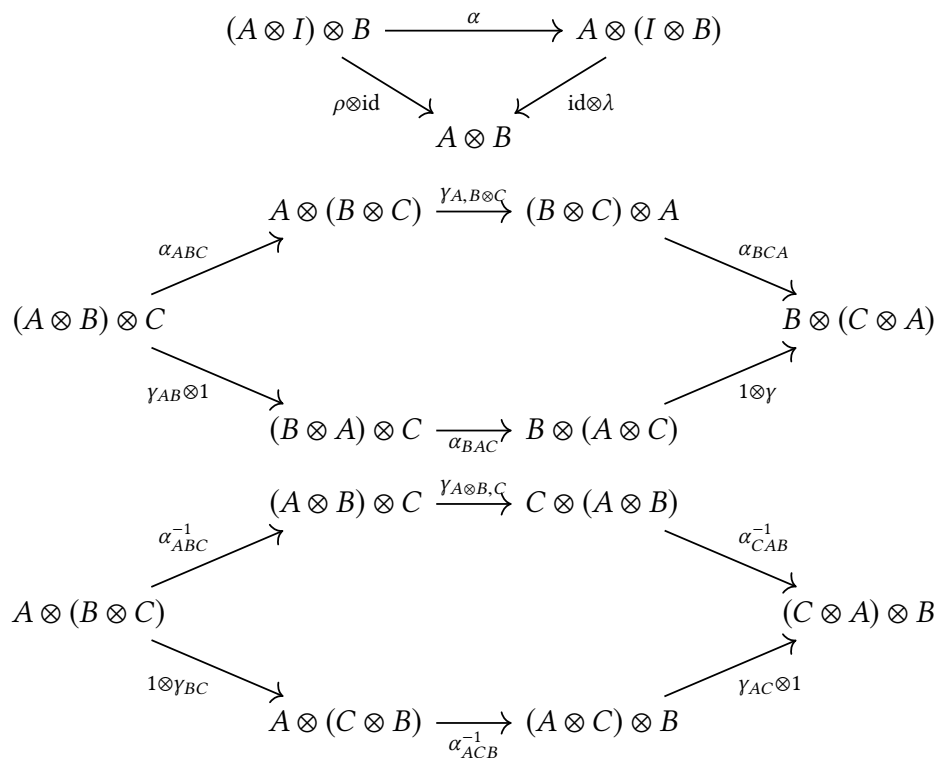 (A ⊗ I) ⊗ B α A ⊗ (I ⊗ B)
ρ⊗id id⊗λ
A ⊗ B
A ⊗ (B ⊗ C) γ_{A,B⊗C} (B ⊗ C) ⊗ A
α_{ABC} α_{BCA}
(A ⊗ B) ⊗ C B ⊗ (C ⊗ A)
γ_{AB}⊗1 1⊗γ
(B ⊗ A) ⊗ C α_{BAC} B ⊗ (A ⊗ C)
(A ⊗ B) ⊗ C γ_{A⊗B,C} C ⊗ (A ⊗ B)
α^{-1}_{ABC} α^{-1}_{CAB}
A ⊗ (B ⊗ C) (C ⊗ A) ⊗ B
1⊗γ_{BC} γ_{AC}⊗1
A ⊗ (C ⊗ B) α^{-1}_{ACB} (A ⊗ C) ⊗ B